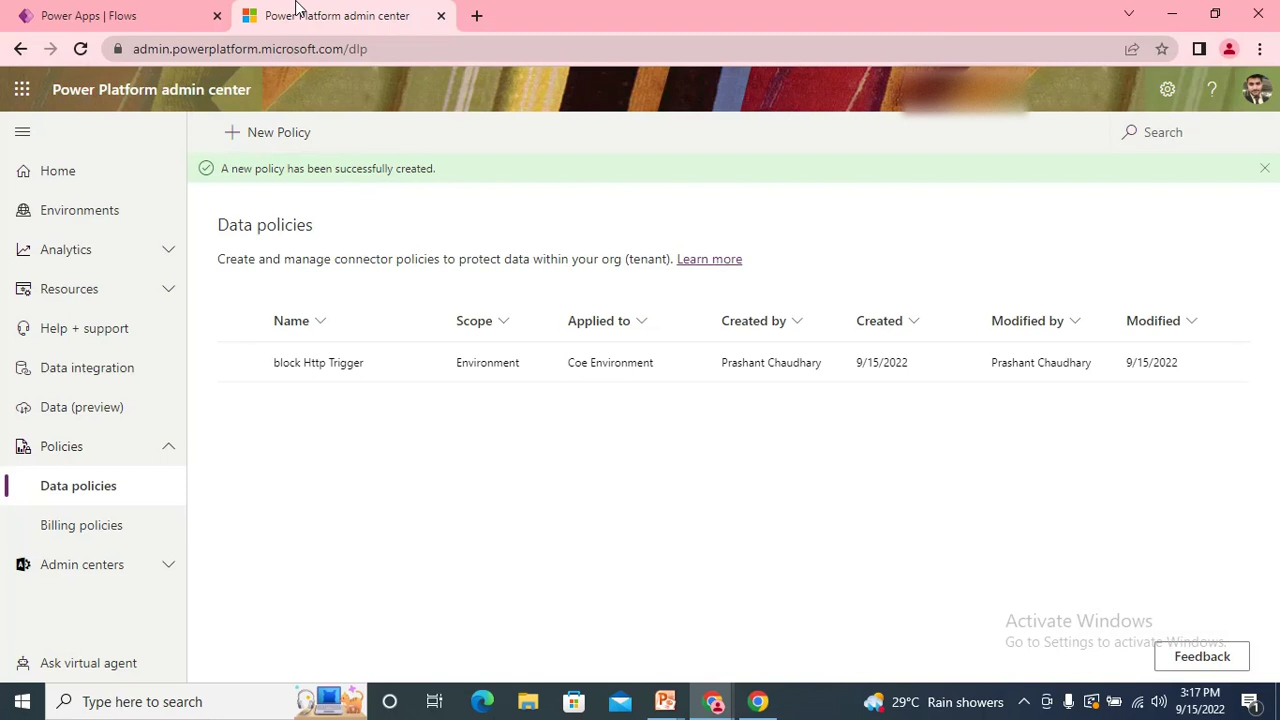 Power Apps | Flows
Power Platform admin center
admin.powerplatform.microsoft.com/dlp
Power Platform admin center
New Policy
Search
A new policy has been successfully created.
Home
Environments
Analytics
Resources
Help + support
Data integration
Data (preview)
Policies
Data policies
Billing policies
Admin centers
Ask virtual agent
Data policies
Create and manage connector policies to protect data within your org (tenant). Learn more
Name Scope Applied to Created by Created Modified by Modified
block Http Trigger Environment Coe Environment Prashant Chaudhary 9/15/2022 Prashant Chaudhary 9/15/2022
Activate Windows
Go to Settings to activate Windows.
Feedback
Type here to search
29°C Rain showers
3:17 PM
9/15/2022
1